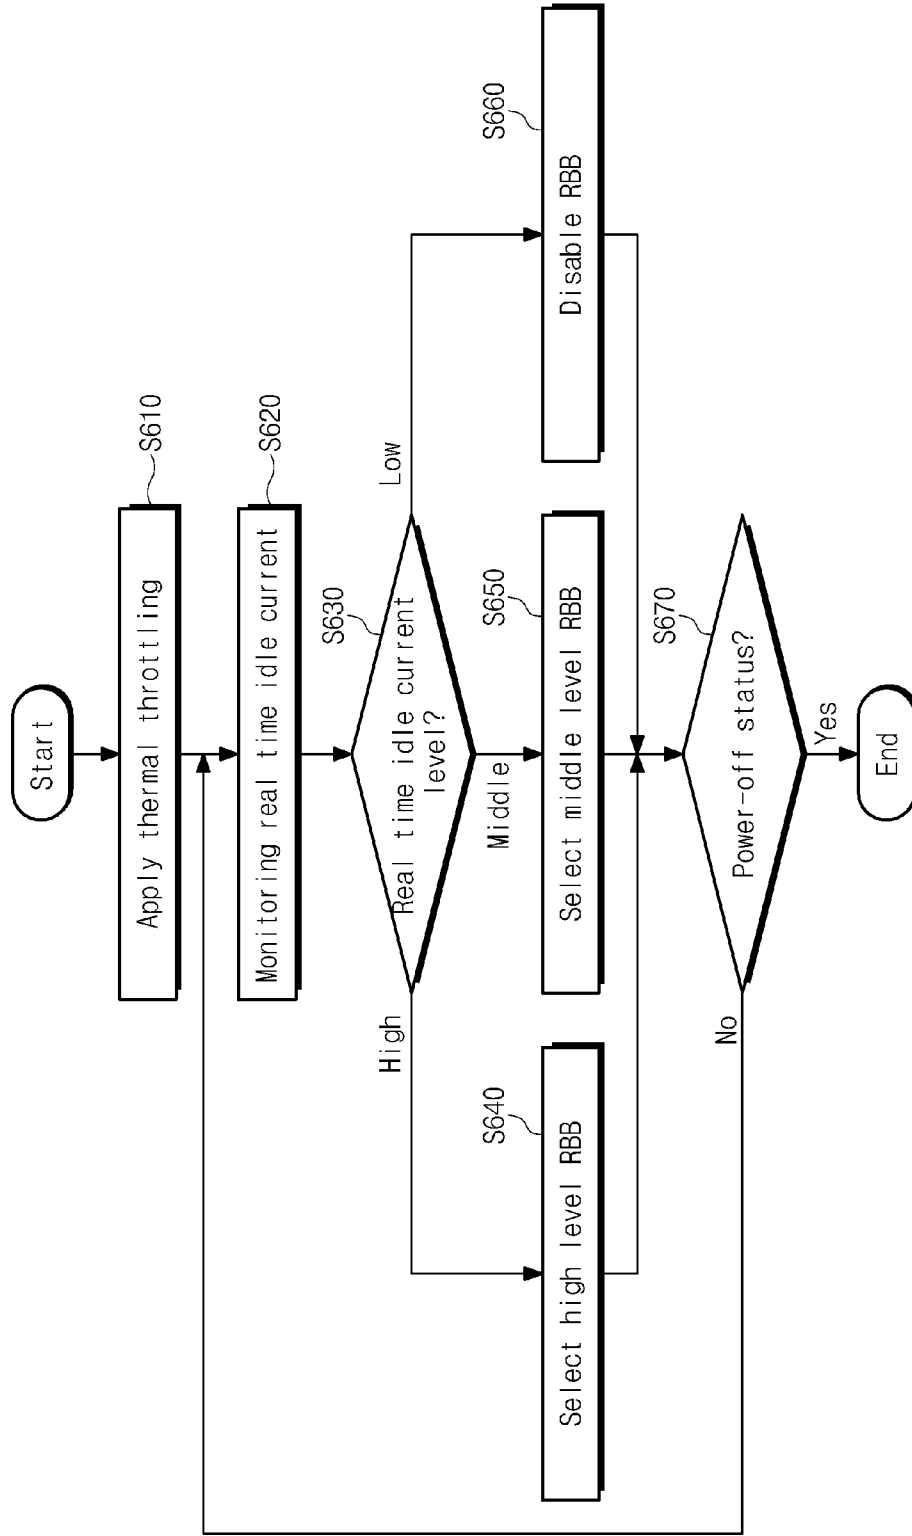 Start
Apply thermal throttling
S610
Monitoring real time idle current
S620
Real time idle current
level?
S630
High
Middle
Low
Select high level RBB
S640
Select middle level RBB
S650
Disable RBB
S660
Power-off status?
S670
No
Yes
End